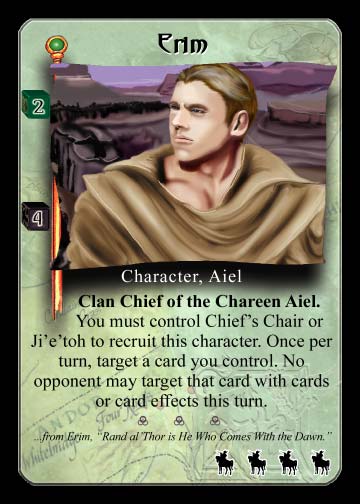 Erim
2
4
Character, Aiel
Clan Chief of the Chareen Aiel.
You must control Chief's Chair or
Ji'e'toh to recruit this character. Once per
turn, target a card you control. No
opponent may target that card with cards
or card effects this turn.
...from Erim, "Rand al'Thor is He Who Comes With the Dawn."